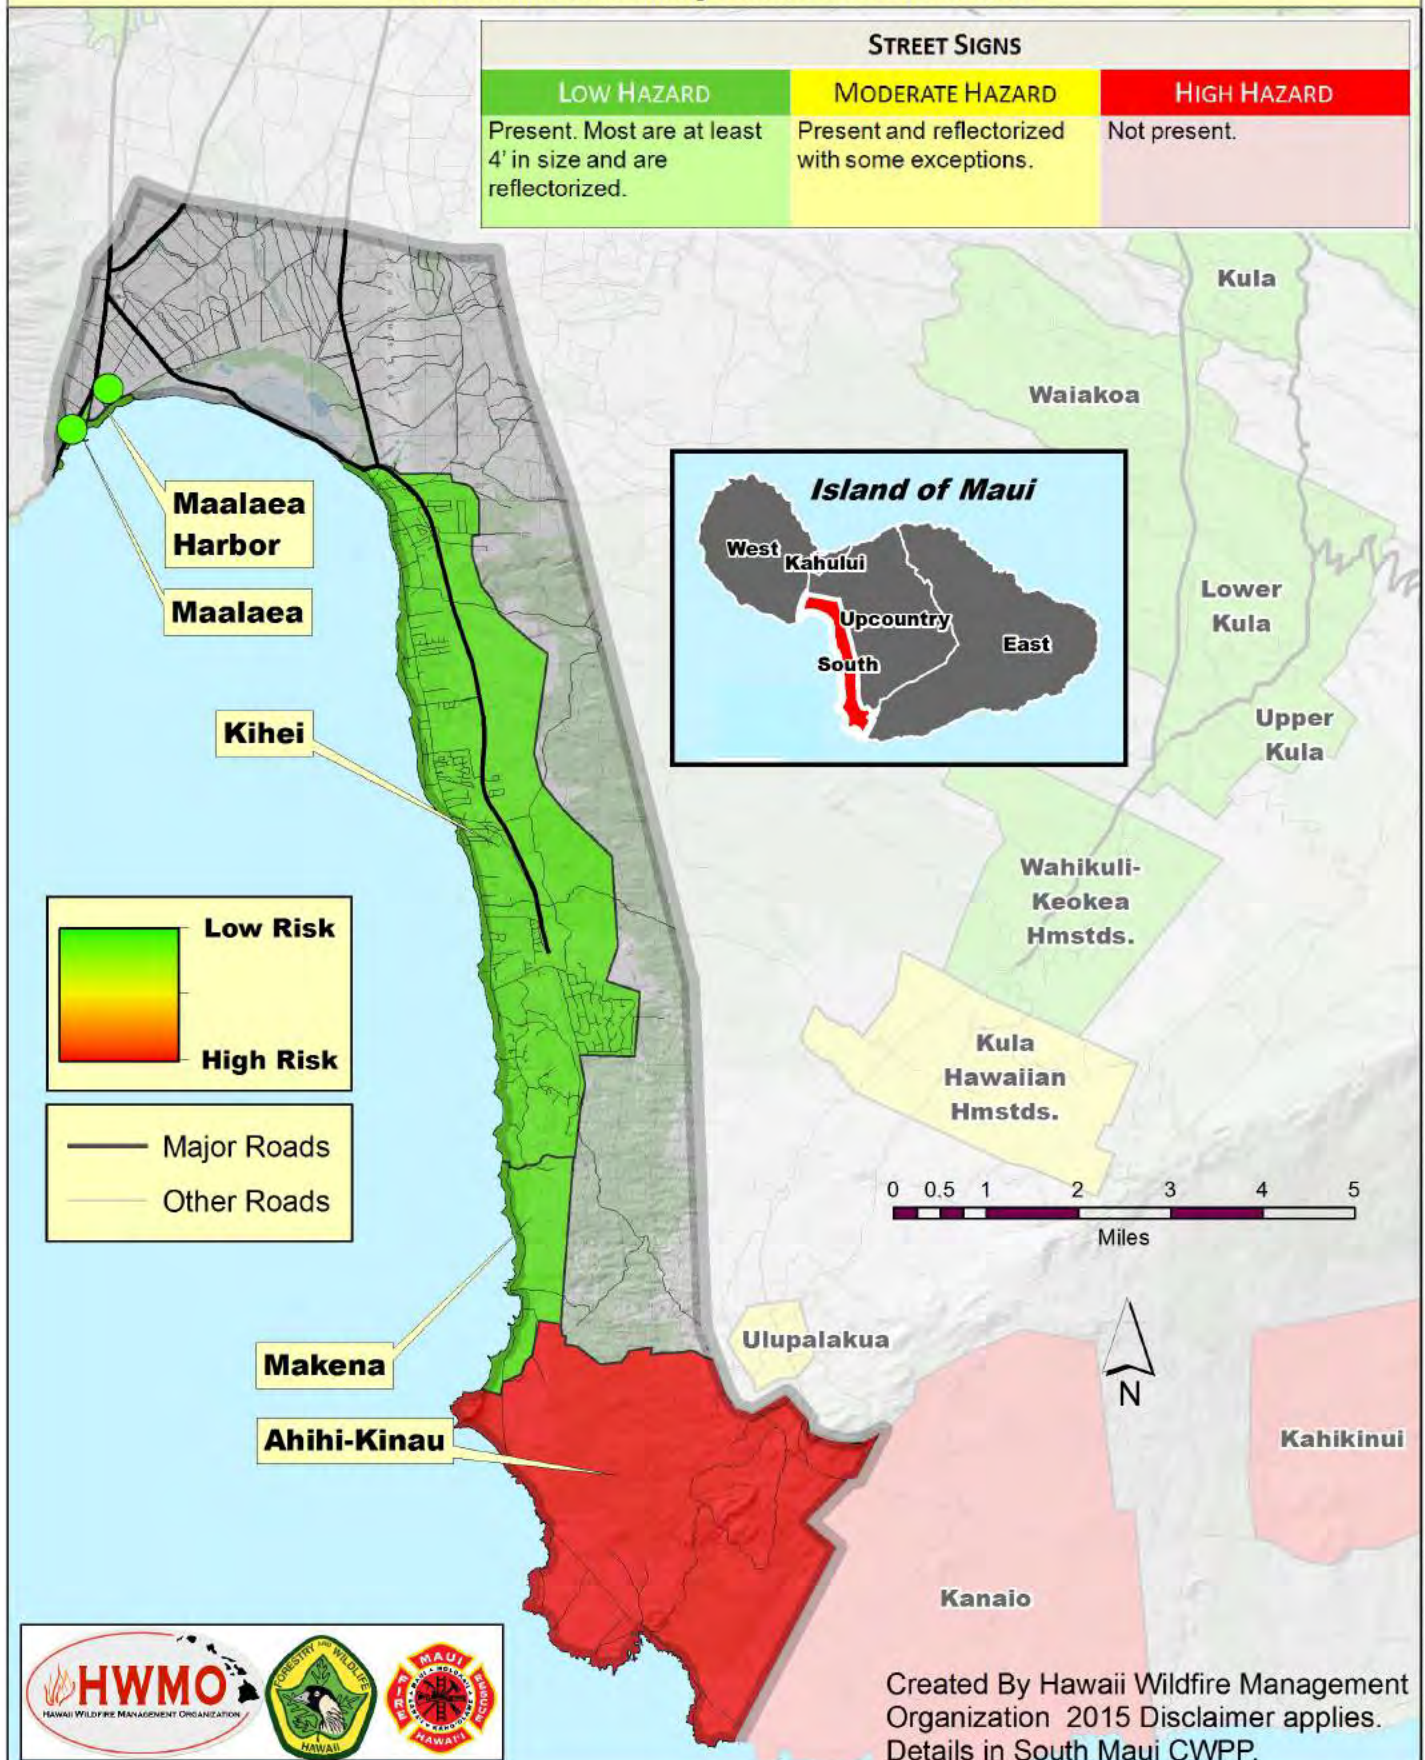 STREET SIGNS
LOW HAZARD
MODERATE HAZARD
HIGH HAZARD
Present. Most are at least
4' in size and are
reflectorized.
Present and reflectorized
with some exceptions.
Not present.
Kula
Waiakoa
Maalaea
Harbor
Maalaea
Island of Maui
West
Kahului
Upcountry
South
East
Lower
Kula
Upper
Kula
Kihei
Wahikuli-
Keokea
Hmstds.
Low Risk
High Risk
Kula
Hawaiian
Hmstds.
Major Roads
Other Roads
0 0.5 1 2 3 4 5
Miles
Makena
Ulupalakua
N
Ahihi-Kinau
Kahikinui
Kanaio
HWMO
HAWAII WILDFIRE MANAGEMENT ORGANIZATION
FORESTRY AND WILDLIFE
HAWAII
MAUI
FIRE
RESCUE
HAWAI'I
Created By Hawaii Wildfire Management
Organization 2015 Disclaimer applies.
Details in South Maui CWPP.